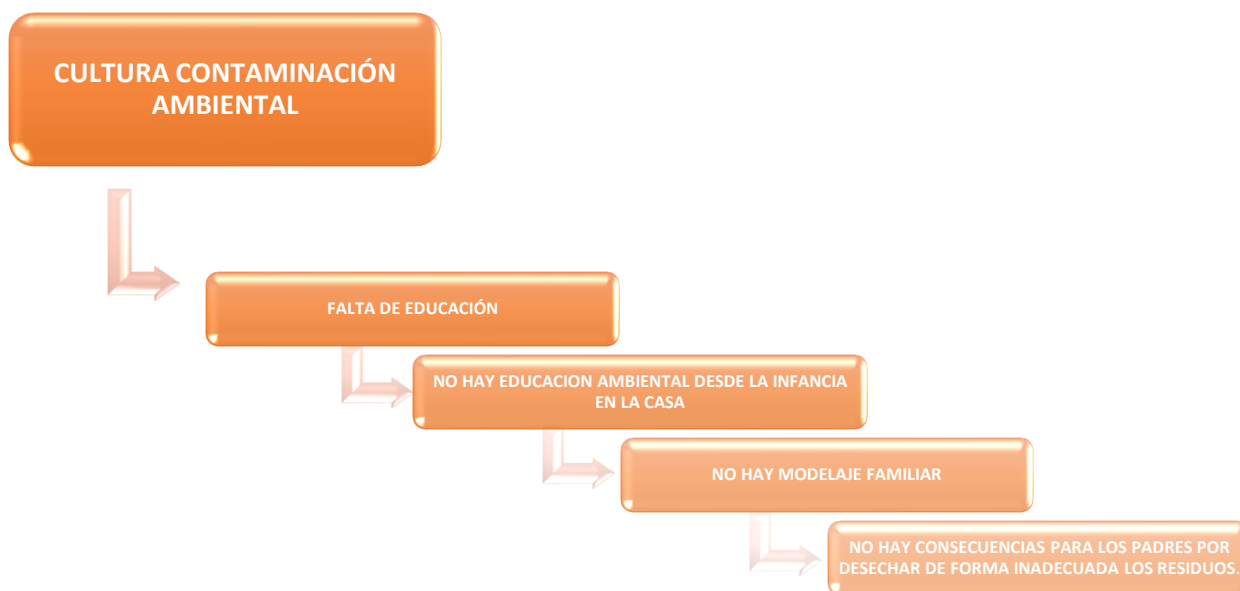 CULTURA CONTAMINACIÓN
AMBIENTAL
FALTA DE EDUCACIÓN
NO HAY EDUCACION AMBIENTAL DESDE LA INFANCIA
EN LA CASA
NO HAY MODELAJE FAMILIAR
NO HAY CONSECUENCIAS PARA LOS PADRES POR
DESECHAR DE FORMA INADECUADA LOS RESIDUOS.